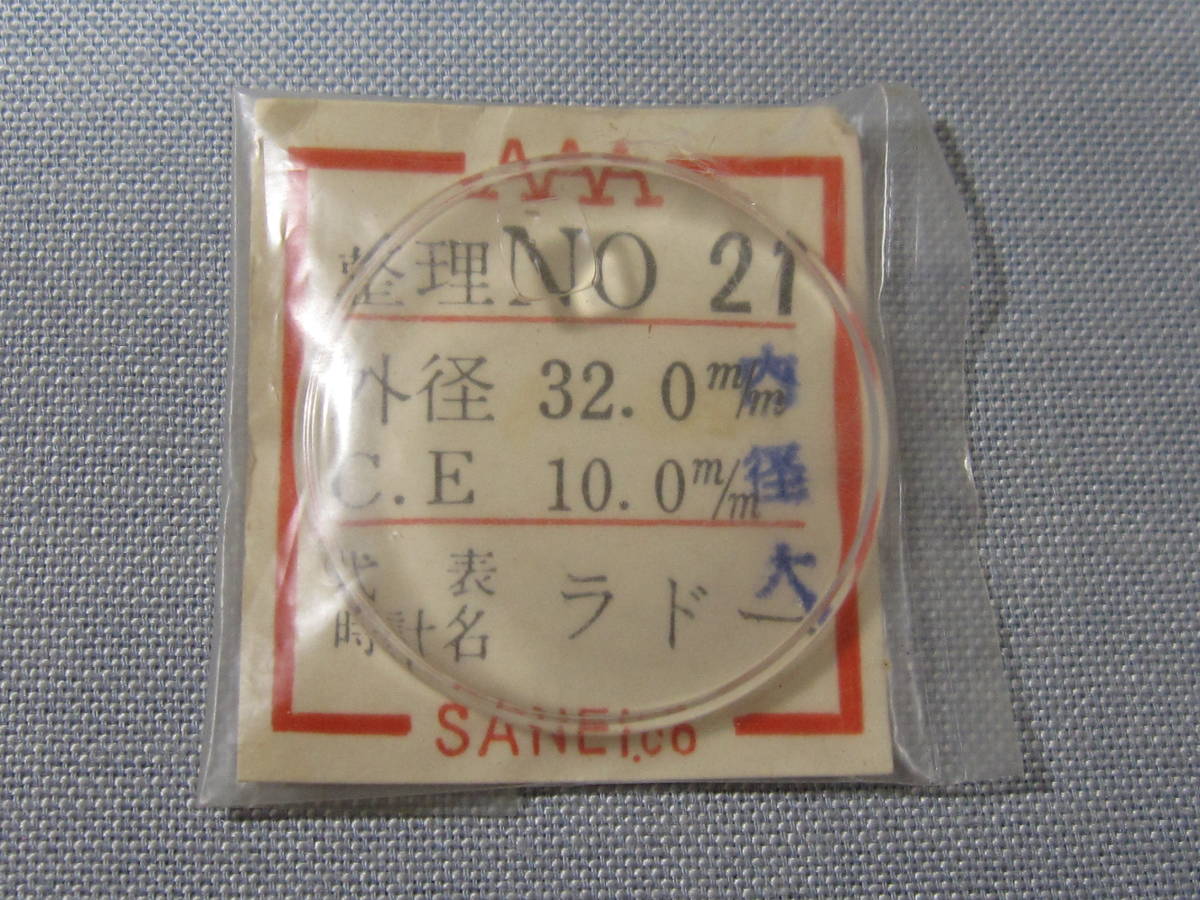 AAA
整理NO 21
外径 32.0m/m
C.E 10.0m/m
代表
時計名 ラドー
内径大
SANEI.co